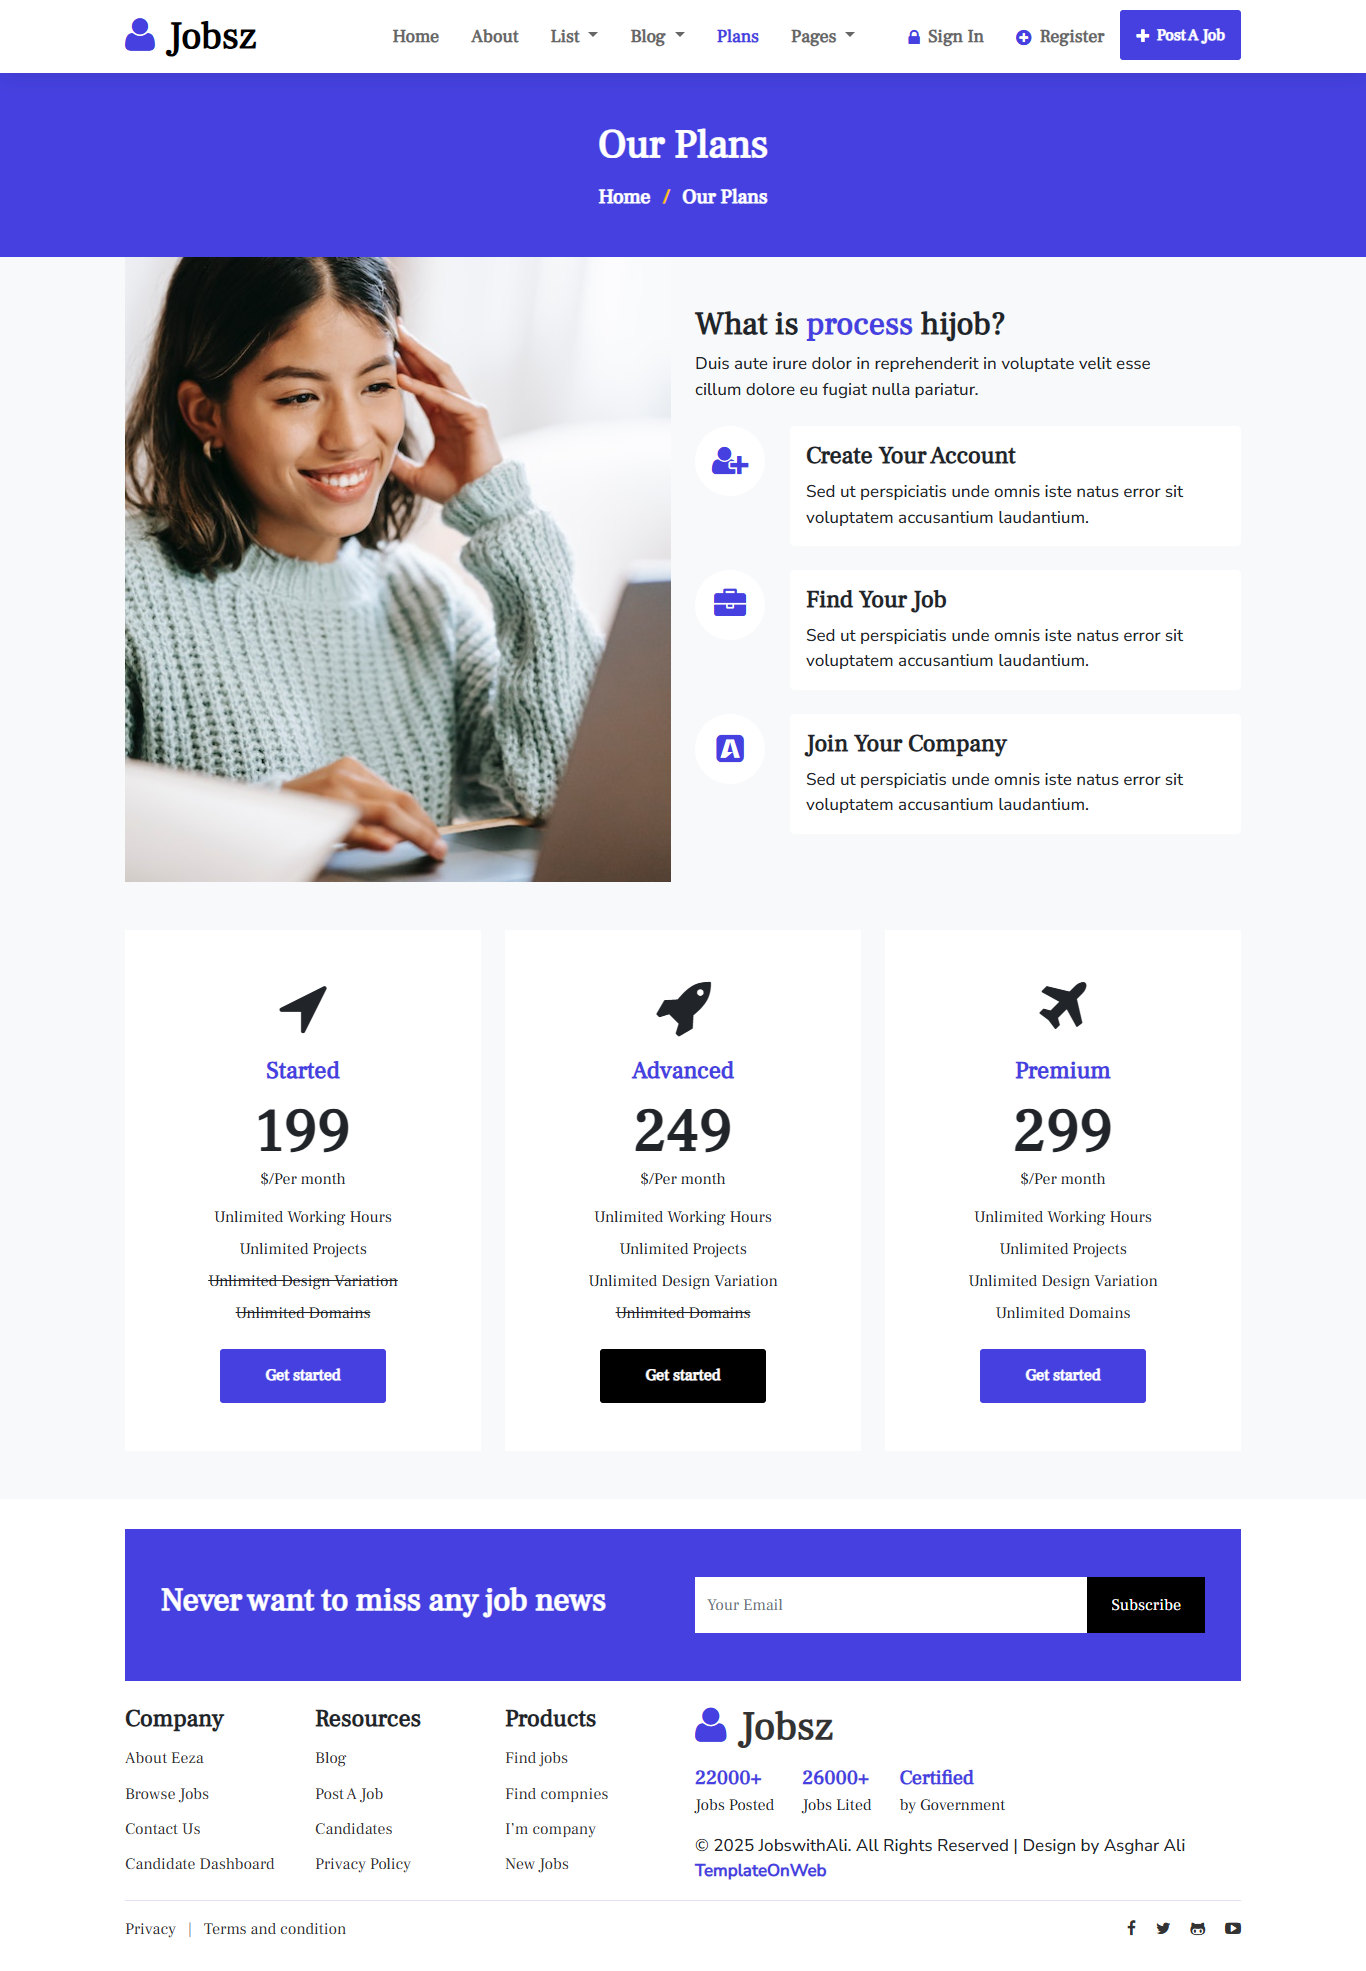 Jobsz
Home About List Blog Plans Pages Sign In Register Post A Job
Our Plans
Home / Our Plans
What is process hijob?
Duis aute irure dolor in reprehenderit in voluptate velit esse
cillum dolore eu fugiat nulla pariatur.
Create Your Account
Sed ut perspiciatis unde omnis iste natus error sit
voluptatem accusantium laudantium.
Find Your Job
Sed ut perspiciatis unde omnis iste natus error sit
voluptatem accusantium laudantium.
Join Your Company
Sed ut perspiciatis unde omnis iste natus error sit
voluptatem accusantium laudantium.
Started
199
$/Per month
Unlimited Working Hours
Unlimited Projects
Unlimited Design Variation
Unlimited Domains
Get started
Advanced
249
$/Per month
Unlimited Working Hours
Unlimited Projects
Unlimited Design Variation
Unlimited Domains
Get started
Premium
299
$/Per month
Unlimited Working Hours
Unlimited Projects
Unlimited Design Variation
Unlimited Domains
Get started
Never want to miss any job news
Your Email
Subscribe
Company
About Eeza
Browse Jobs
Contact Us
Candidate Dashboard
Resources
Blog
Post A Job
Candidates
Privacy Policy
Products
Find jobs
Find compnies
I'm company
New Jobs
Jobsz
22000+
Jobs Posted
26000+
Jobs Lited
Certified
by Government
© 2025 JobswithAli. All Rights Reserved | Design by Asghar Ali
TemplateOnWeb
Privacy | Terms and condition